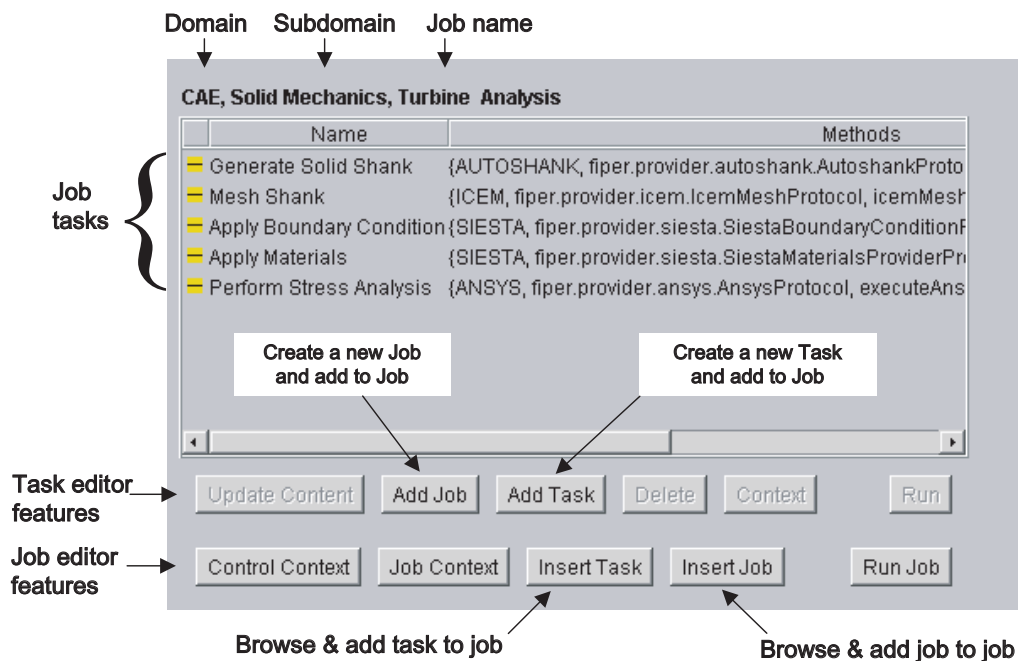 Domain Subdomain Job name
CAE, Solid Mechanics, Turbine Analysis
Name Methods
Job tasks
Generate Solid Shank {AUTOSHANK, fiper.provider.autoshank.AutoshankProto
Mesh Shank {ICEM, fiper.provider.icem.IcemMeshProtocol, icemMesh
Apply Boundary Condition {SIESTA, fiper.provider.siesta.SiestaBoundaryConditionF
Apply Materials {SIESTA, fiper.provider.siesta.SiestaMaterialsProviderPr
Perform Stress Analysis {ANSYS, fiper.provider.ansys.AnsysProtocol, executeAns
Create a new Job
and add to Job
Create a new Task
and add to Job
Task editor
features
Update Content Add Job Add Task Delete Context Run
Job editor
features
Control Context Job Context Insert Task Insert Job Run Job
Browse & add task to job
Browse & add job to job